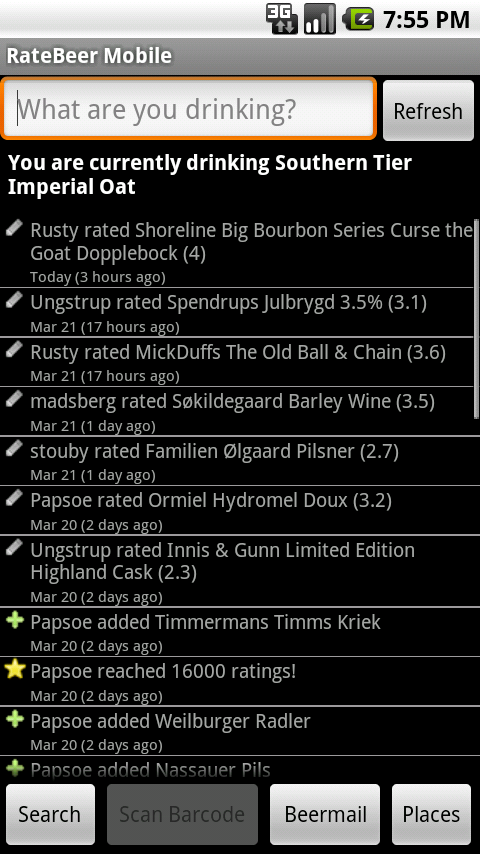 3G
7:55 PM
RateBeer Mobile
What are you drinking?
Refresh
You are currently drinking Southern Tier
Imperial Oat
Rusty rated Shoreline Big Bourbon Series Curse the
Goat Dopplebock (4)
Today (3 hours ago)
Ungstrup rated Spendrups Julbrygd 3.5% (3.1)
Mar 21 (17 hours ago)
Rusty rated MickDuffs The Old Ball & Chain (3.6)
Mar 21 (17 hours ago)
madsberg rated Søkildegaard Barley Wine (3.5)
Mar 21 (1 day ago)
stouby rated Familien Ølgaard Pilsner (2.7)
Mar 21 (1 day ago)
Papsoe rated Ormiel Hydromel Doux (3.2)
Mar 20 (2 days ago)
Ungstrup rated Innis & Gunn Limited Edition
Highland Cask (2.3)
Mar 20 (2 days ago)
Papsoe added Timmermans Timms Kriek
Mar 20 (2 days ago)
Papsoe reached 16000 ratings!
Mar 20 (2 days ago)
Papsoe added Weilburger Radler
Mar 20 (2 days ago)
Papsoe added Nassauer Pils
Search
Scan Barcode
Beermail
Places